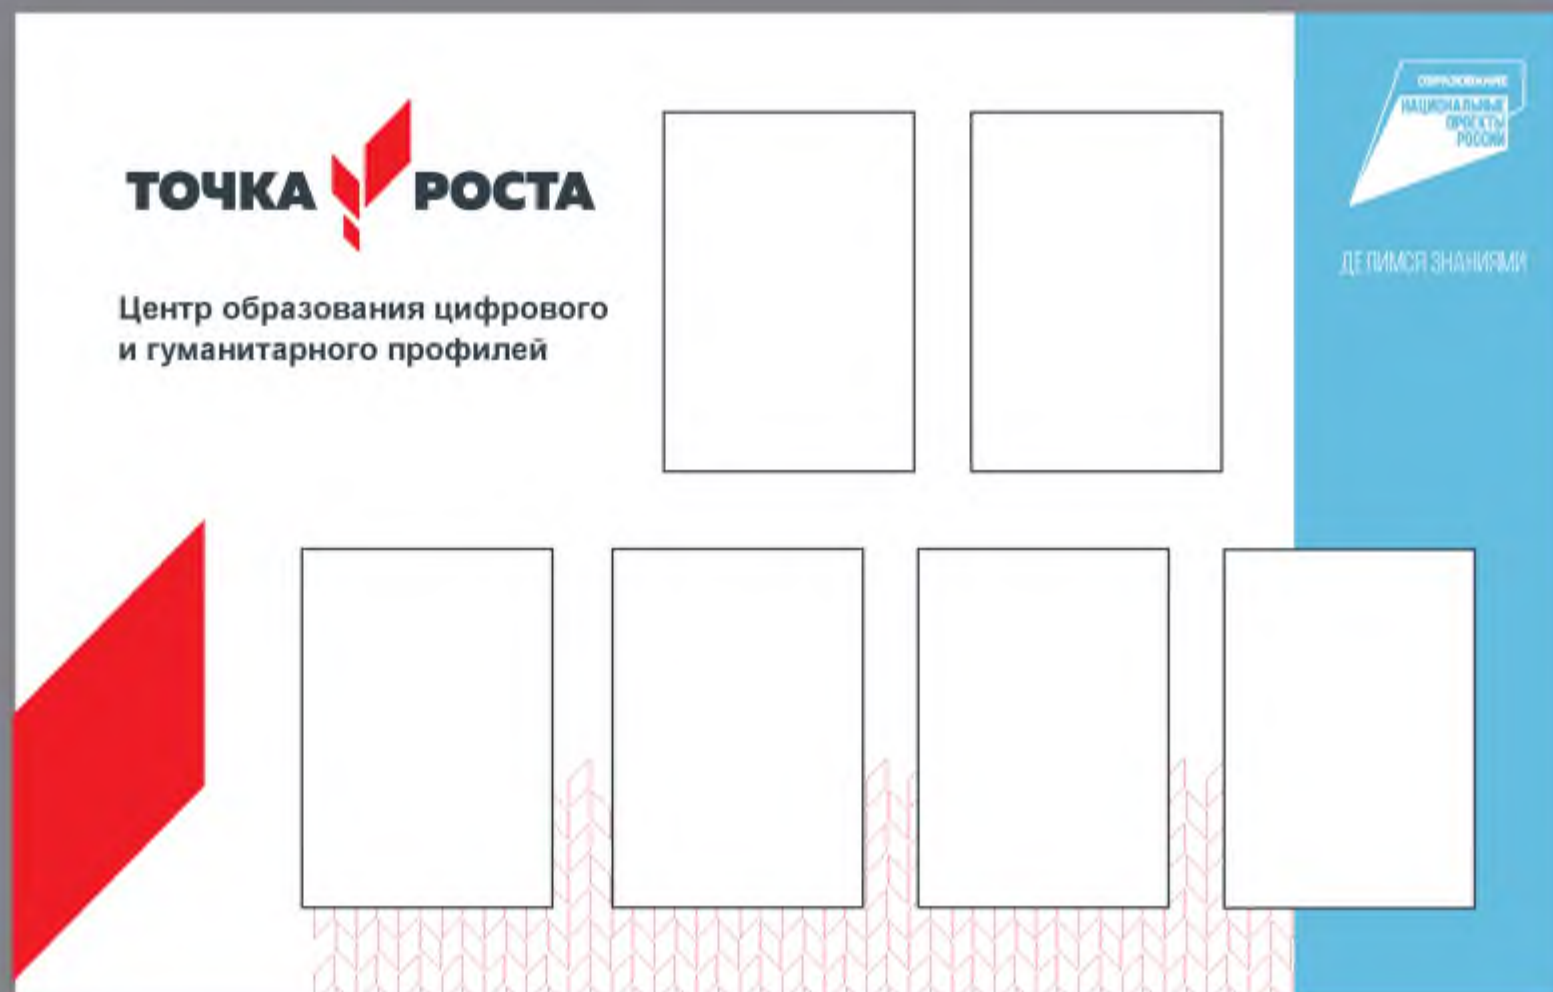 ТОЧКА РОСТА
Центр образования цифрового
и гуманитарного профилей
ОБРАЗОВАНИЕ
НАЦИОНАЛЬНЫЕ
ПРОЕКТЫ
РОССИИ
ДЕЛИМСЯ ЗНАНИЯМИ